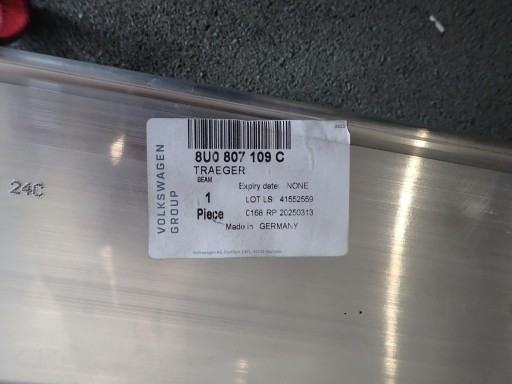 8U0 807 109 C
TRAEGER
BEAM
Expiry date: NONE
1
Piece
LOT LS: 41552559
0168 RP 20250313
Made in GERMANY
VOLKSWAGEN
GROUP
24C